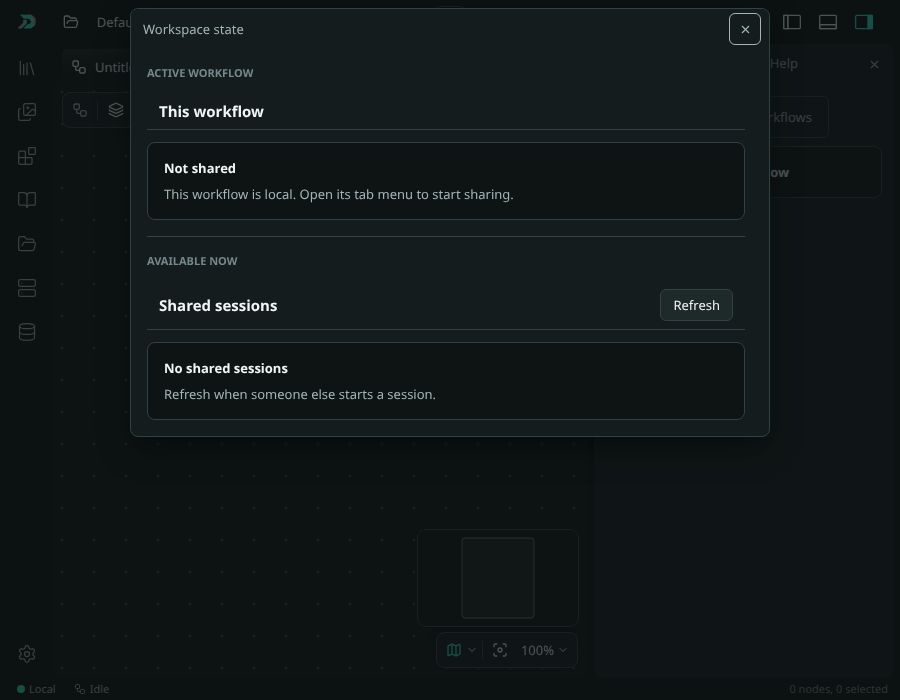 Workspace state
ACTIVE WORKFLOW
This workflow
Not shared
This workflow is local. Open its tab menu to start sharing.
AVAILABLE NOW
Shared sessions
Refresh
No shared sessions
Refresh when someone else starts a session.
Help
100%
Local
Idle
0 nodes, 0 selected